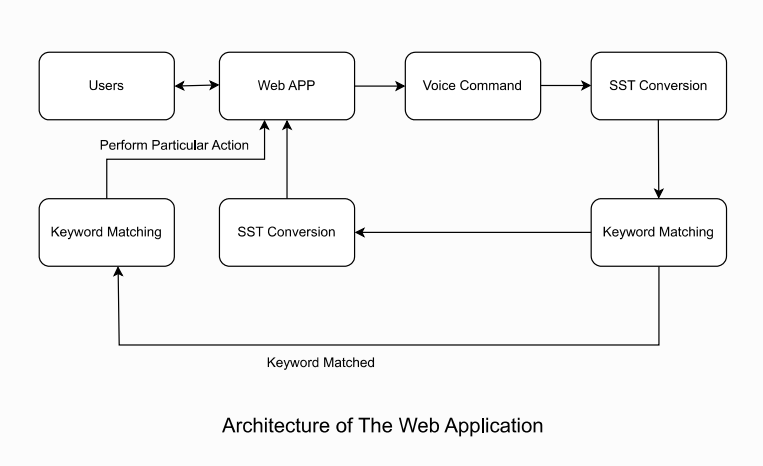 Users
Web APP
Voice Command
SST Conversion
Perform Particular Action
Keyword Matching
SST Conversion
Keyword Matching
Keyword Matched
Architecture of The Web Application